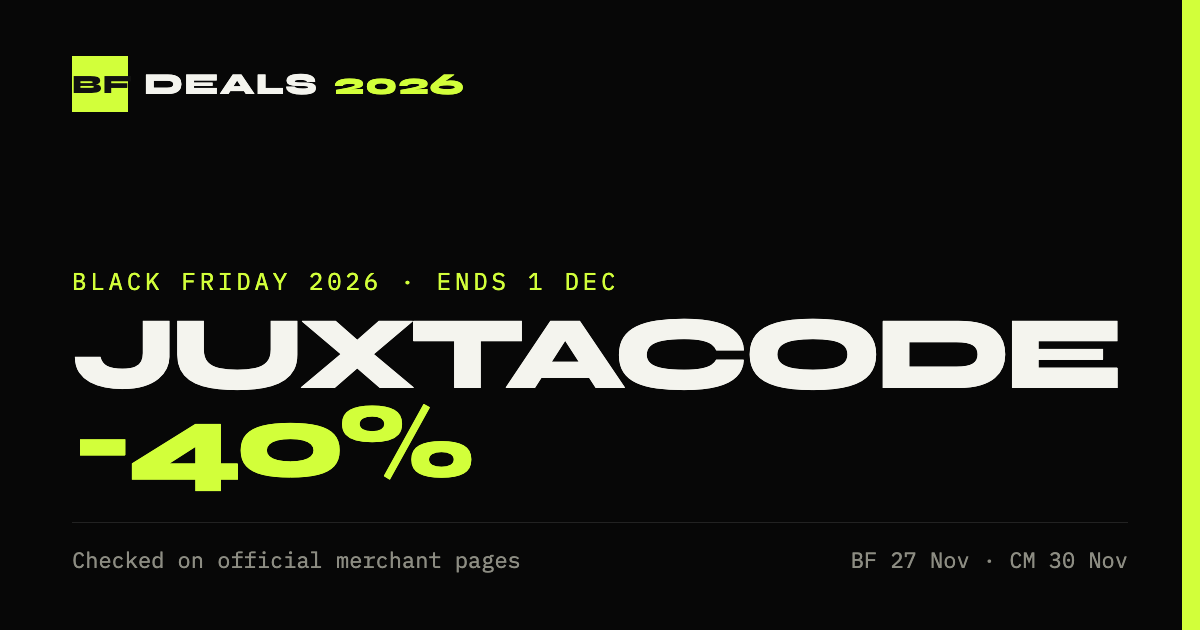 BF DEALS 2026
BLACK FRIDAY 2026 · ENDS 1 DEC
JUXTACODE
-40%
Checked on official merchant pages
BF 27 Nov · CM 30 Nov